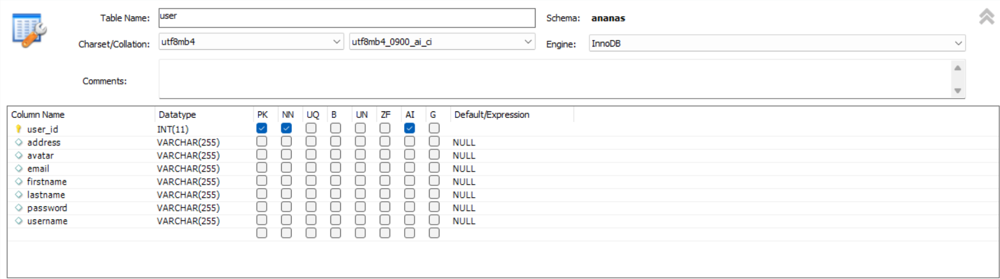 Table Name: user Schema: ananas
Charset/Collation: utf8mb4 utf8mb4_0900_ai_ci Engine: InnoDB
Comments:
Column Name Datatype PK NN UQ B UN ZF AI G Default/Expression
user_id INT(11)
address VARCHAR(255) NULL
avatar VARCHAR(255) NULL
email VARCHAR(255) NULL
firstname VARCHAR(255) NULL
lastname VARCHAR(255) NULL
password VARCHAR(255) NULL
username VARCHAR(255) NULL